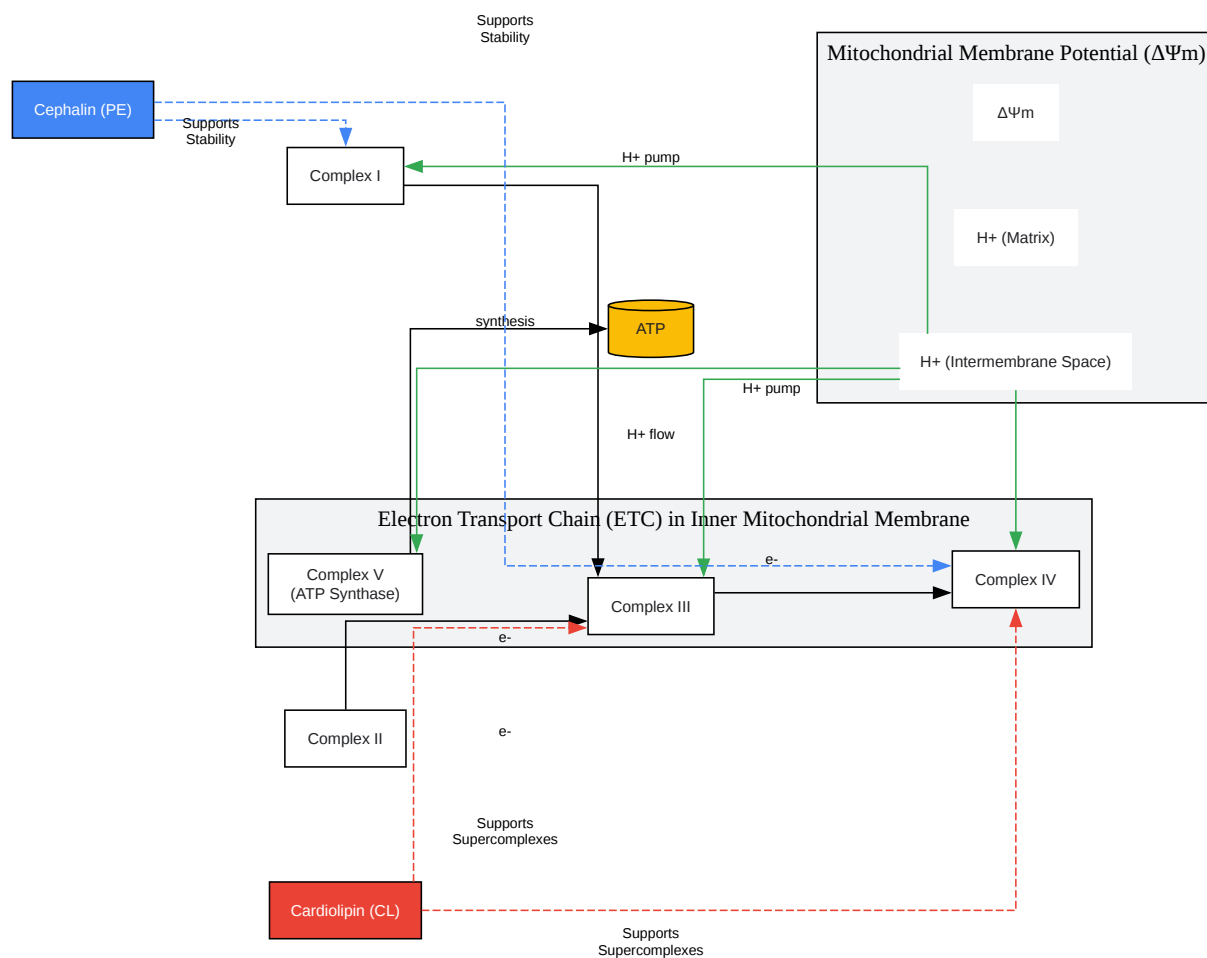 Supports
Stability
Mitochondrial Membrane Potential (ΔΨm)
Cephalin (PE)
ΔΨm
Supports
Stability
H+ pump
Complex I
H+ (Matrix)
synthesis
ATP
H+ (Intermembrane Space)
H+ pump
H+ flow
Electron Transport Chain (ETC) in Inner Mitochondrial Membrane
e-
Complex V
(ATP Synthase)
Complex IV
Complex III
e-
Complex II
e-
Supports
Supercomplexes
Cardiolipin (CL)
Supports
Supercomplexes